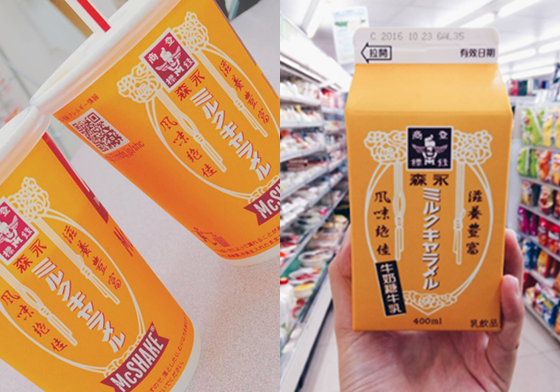 商登
標録
森永
ミルクキャラメル
滋養豊富
風味絶佳
McSHAKE
商登
標録
森永
ミルクキャラメル
滋養豊富
風味絶佳
McSHAKE
C 2016 10 23 GAL3S
拉開
有效日期
商登
標録
森永
ミルクキャラメル
滋養豊富
風味絶佳
牛奶糖牛乳
400ml
乳飲品